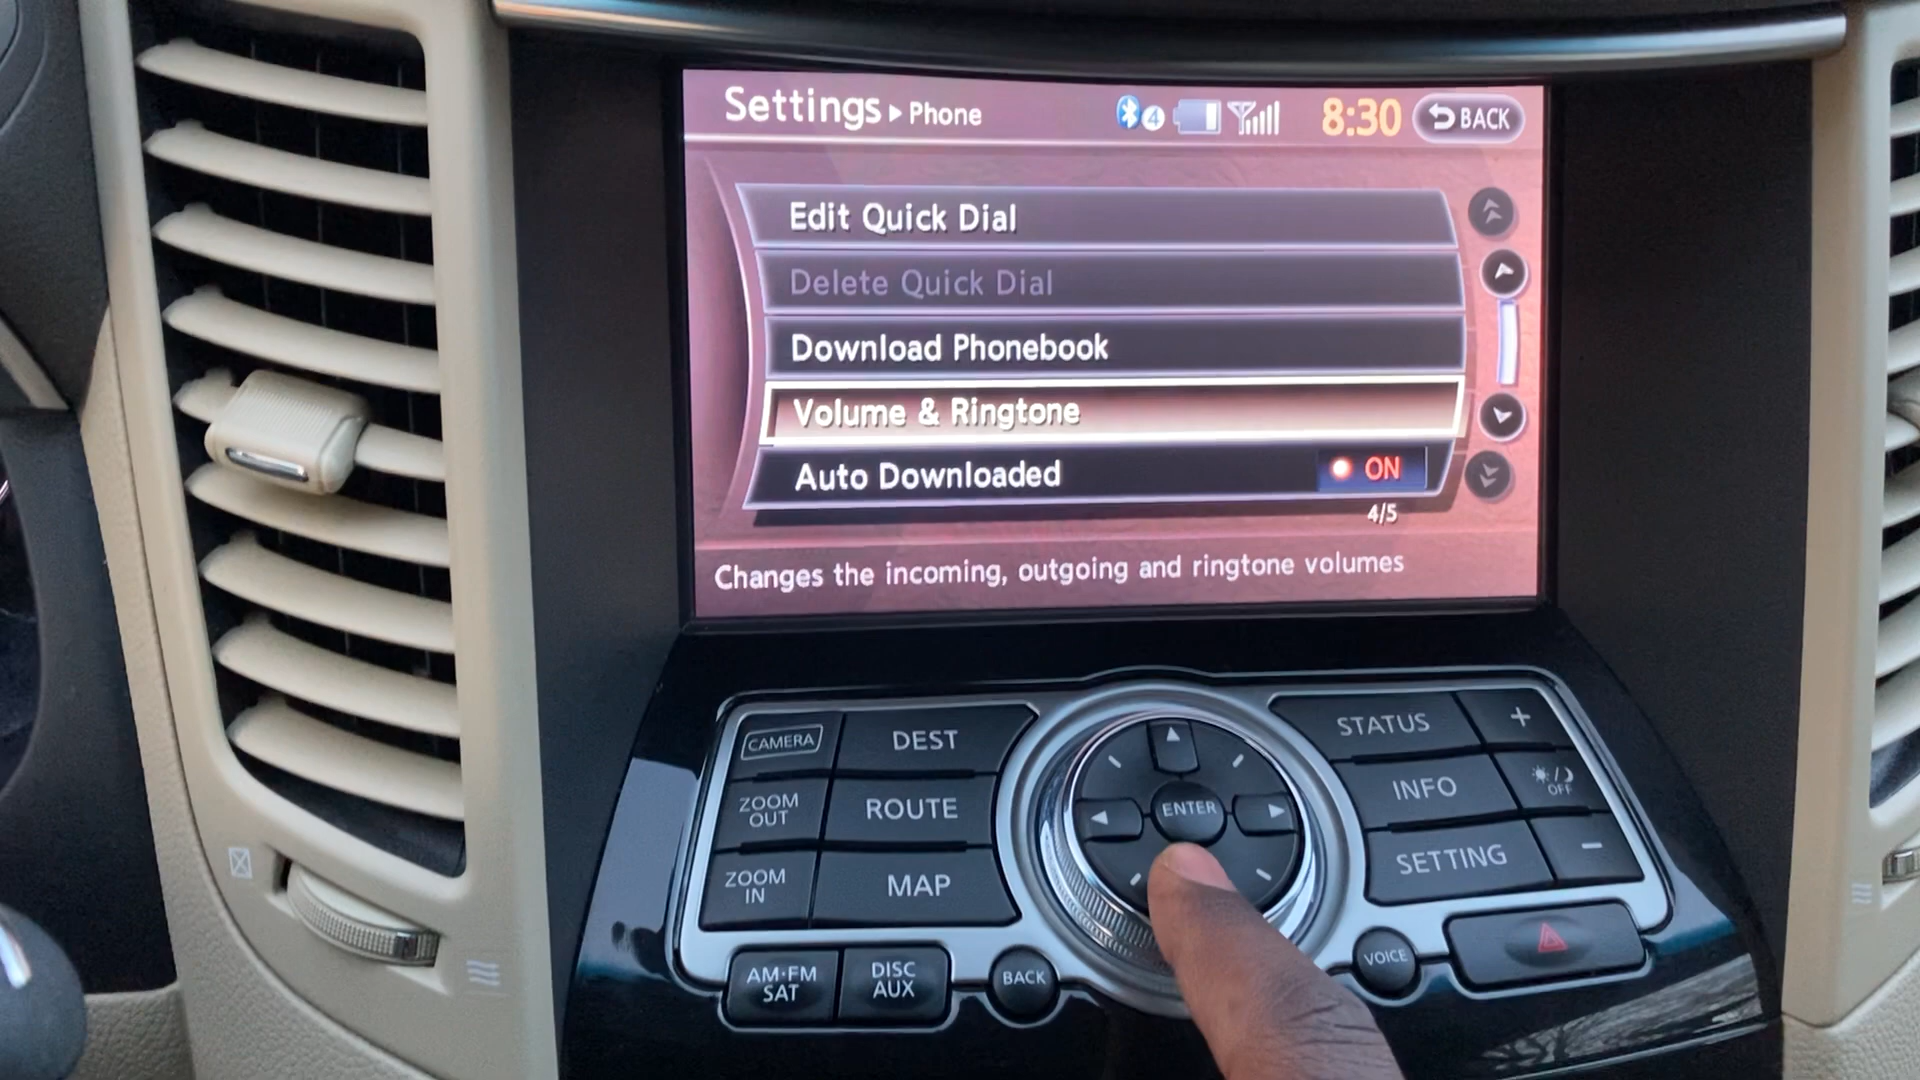 Settings ▸ Phone
4
8:30
BACK
Edit Quick Dial
Delete Quick Dial
Download Phonebook
Volume & Ringtone
Auto Downloaded
ON
4/5
Changes the incoming, outgoing and ringtone volumes
CAMERA
DEST
ZOOM
OUT
ROUTE
ZOOM
IN
MAP
ENTER
STATUS
+
INFO
OFF
SETTING
−
AM·FM
SAT
DISC
AUX
BACK
VOICE